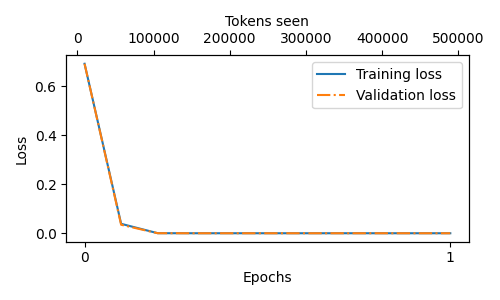 Tokens seen
0 100000 200000 300000 400000 500000
Training loss
Validation loss
0.6
0.4
0.2
0.0
Loss
0 1
Epochs